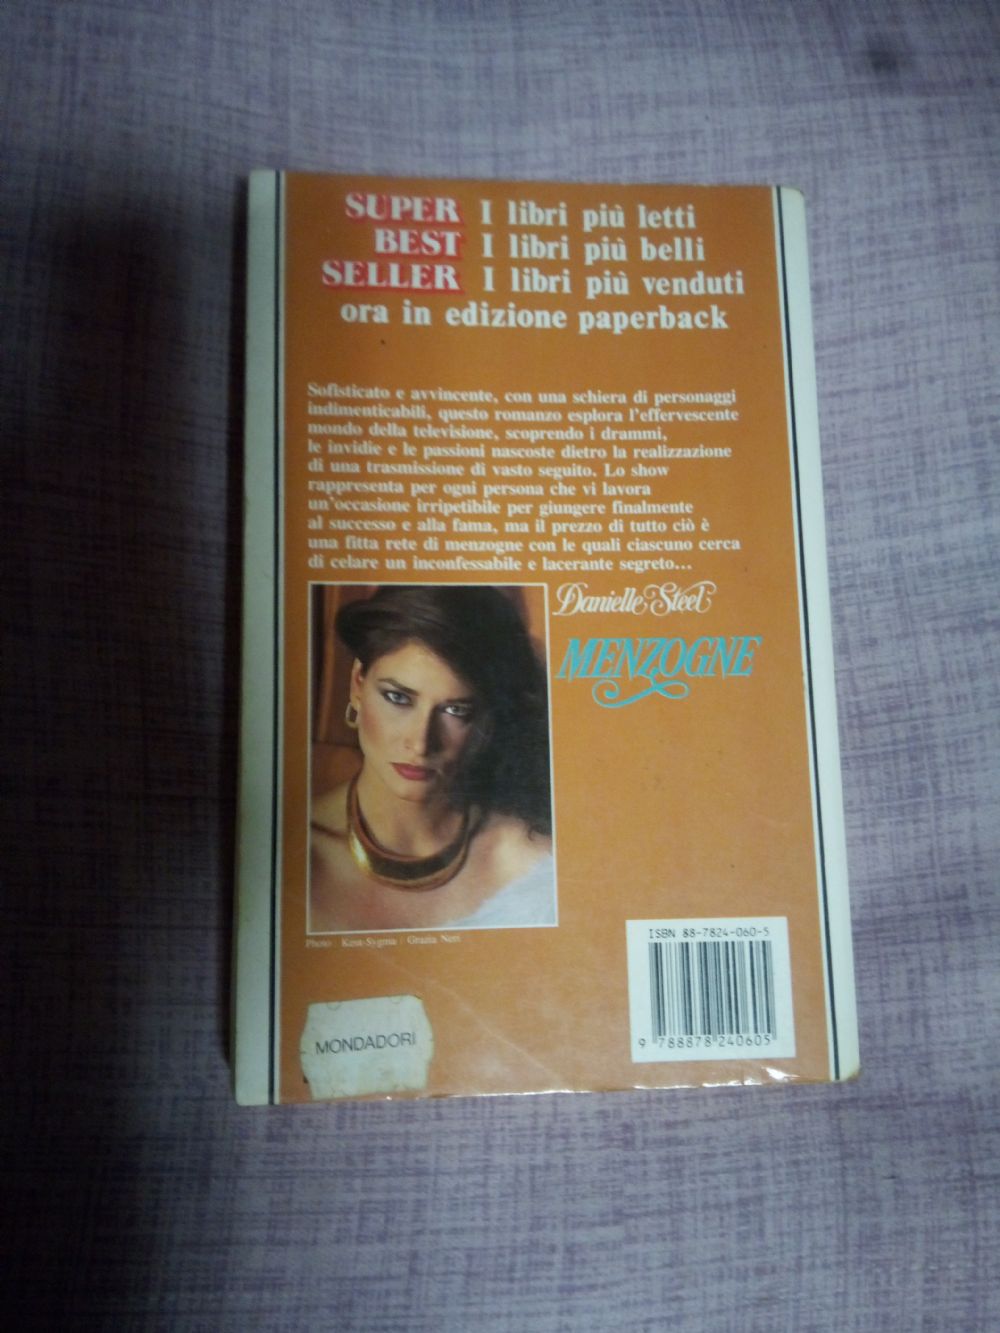 SUPER I libri più letti
BEST I libri più belli
SELLER I libri più venduti
ora in edizione paperback
Sofisticato e avvincente, con una schiera di personaggi
indimenticabili, questo romanzo esplora l'effervescente
mondo della televisione, scoprendo i drammi,
le invidie e le passioni nascoste dietro la realizzazione
di una trasmissione di vasto seguito. Lo show
rappresenta per ogni persona che vi lavora
un'occasione irripetibile per giungere finalmente
al successo e alla fama, ma il prezzo di tutto ciò è
una fitta rete di menzogne con le quali ciascuno cerca
di celare un inconfessabile e lacerante segreto...
Danielle Steel
MENZOGNE
Photo : Kent-Sygma / Grazia Neri
ISBN 88-7824-060-5
9 788878 240605
MONDADORI